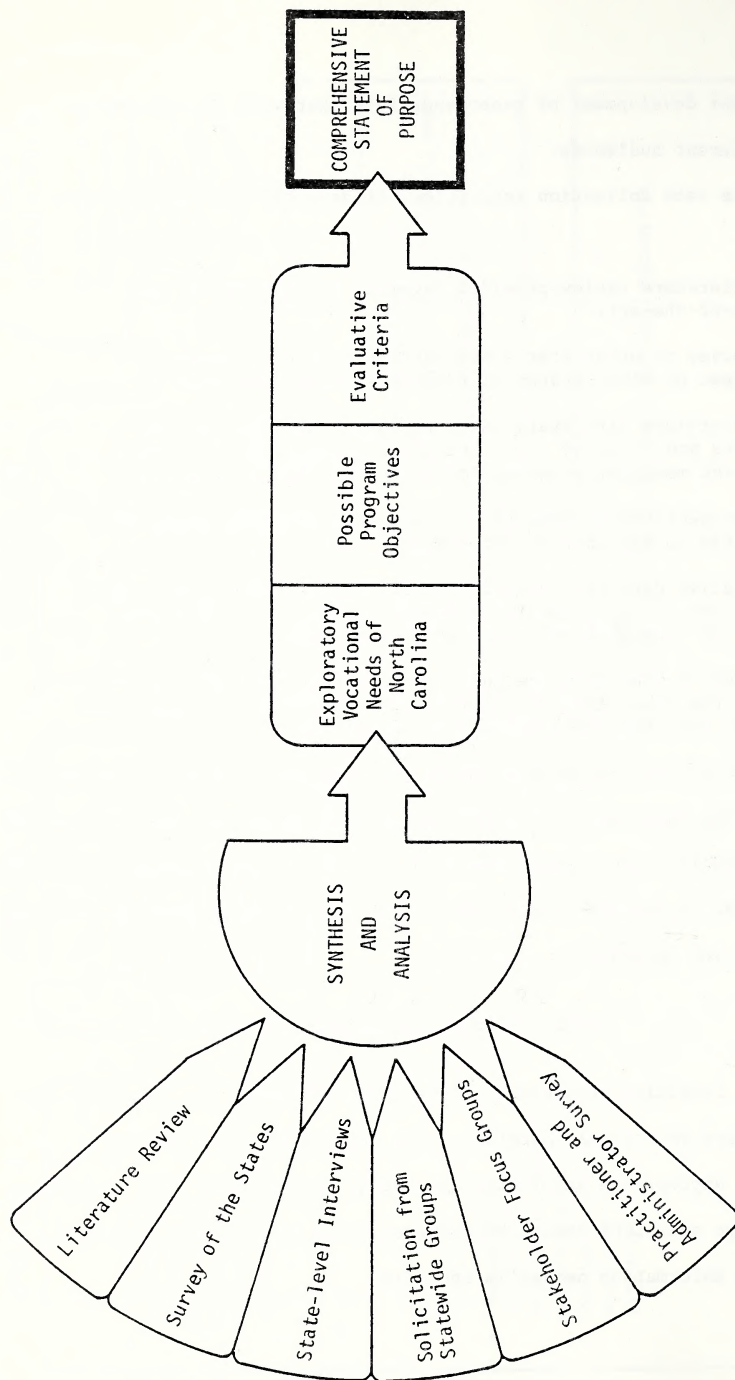 Literature Review
Survey of the States
State-level Interviews
Solicitation from
Statewide Groups
Stakeholder Focus Groups
Practitioner and
Administrator Survey
SYNTHESIS
AND
ANALYSIS
Exploratory
Vocational
Needs of
North
Carolina
Possible
Program
Objectives
Evaluative
Criteria
COMPREHENSIVE
STATEMENT
OF
PURPOSE